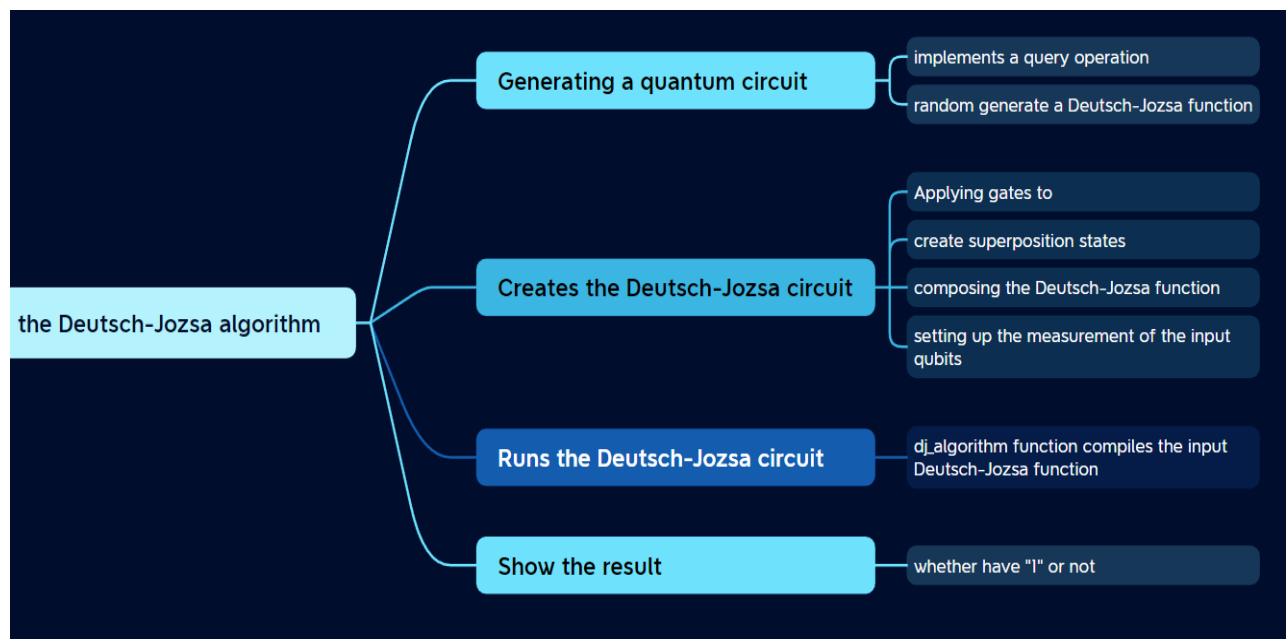 the Deutsch-Jozsa algorithm
Generating a quantum circuit
implements a query operation
random generate a Deutsch-Jozsa function
Creates the Deutsch-Jozsa circuit
Applying gates to
create superposition states
composing the Deutsch-Jozsa function
setting up the measurement of the input
qubits
Runs the Deutsch-Jozsa circuit
dj_algorithm function compiles the input
Deutsch-Jozsa function
Show the result
whether have "1" or not